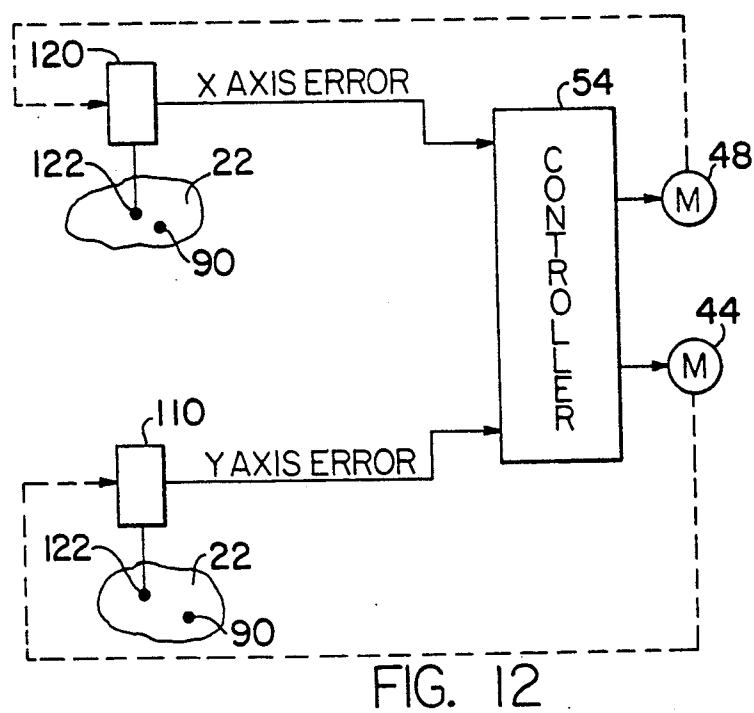 120
X AXIS ERROR
54
122
22
48
M
90
CONTROLLER
44
M
110
Y AXIS ERROR
122
22
90
FIG. 12